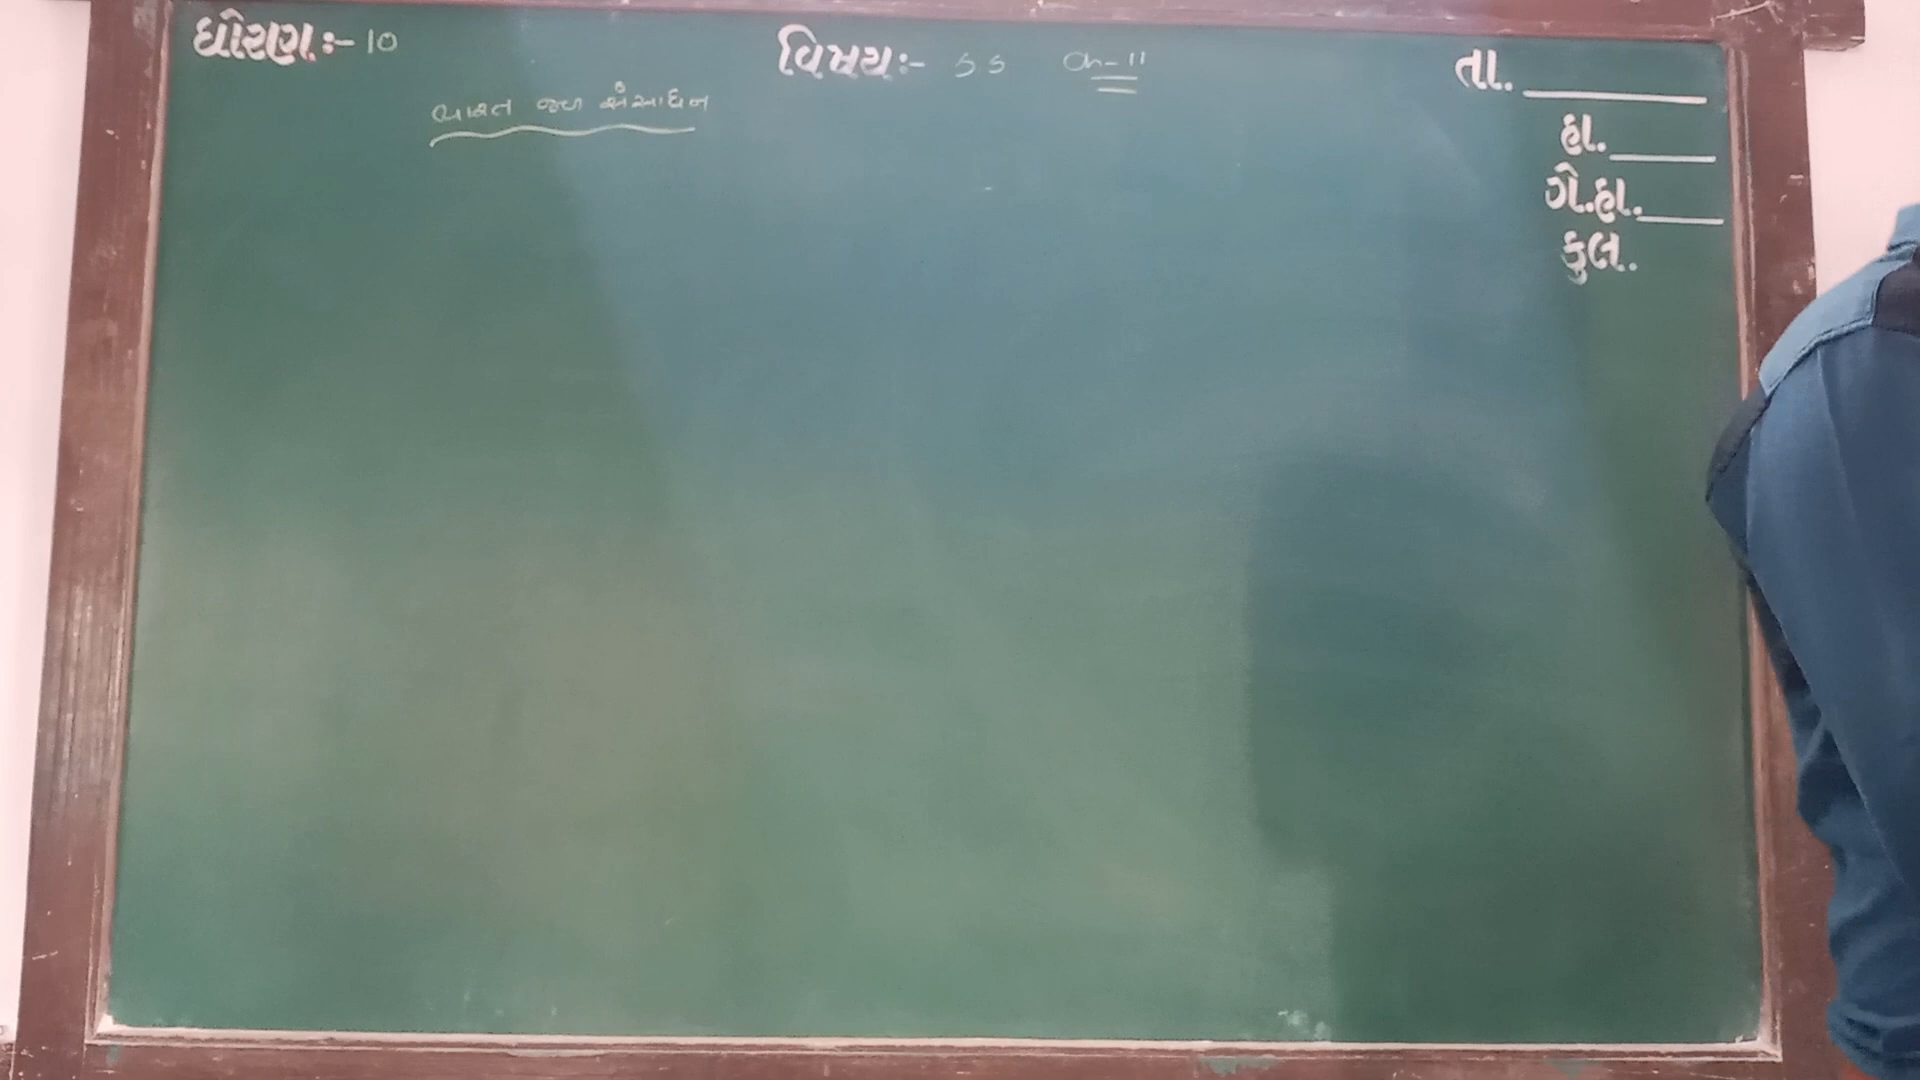 ધોરણ:- 10
વિષય:- SS Ch-11
ભારત જળ સંસાધન
તા.
હા.
ગે.હા.
કુલ.